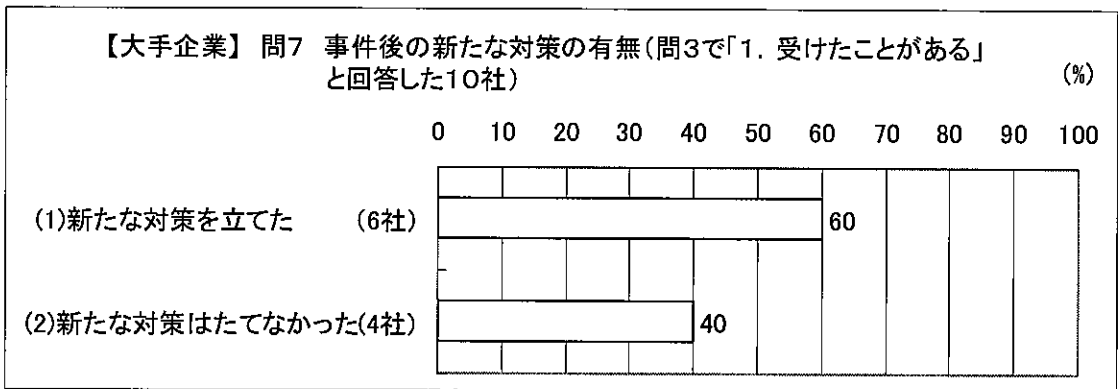 【大手企業】 問7 事件後の新たな対策の有無(問3で「1. 受けたことがある」
と回答した10社)
(%)
0 10 20 30 40 50 60 70 80 90 100
(1)新たな対策を立てた (6社)
60
(2)新たな対策はたてなかった(4社)
40